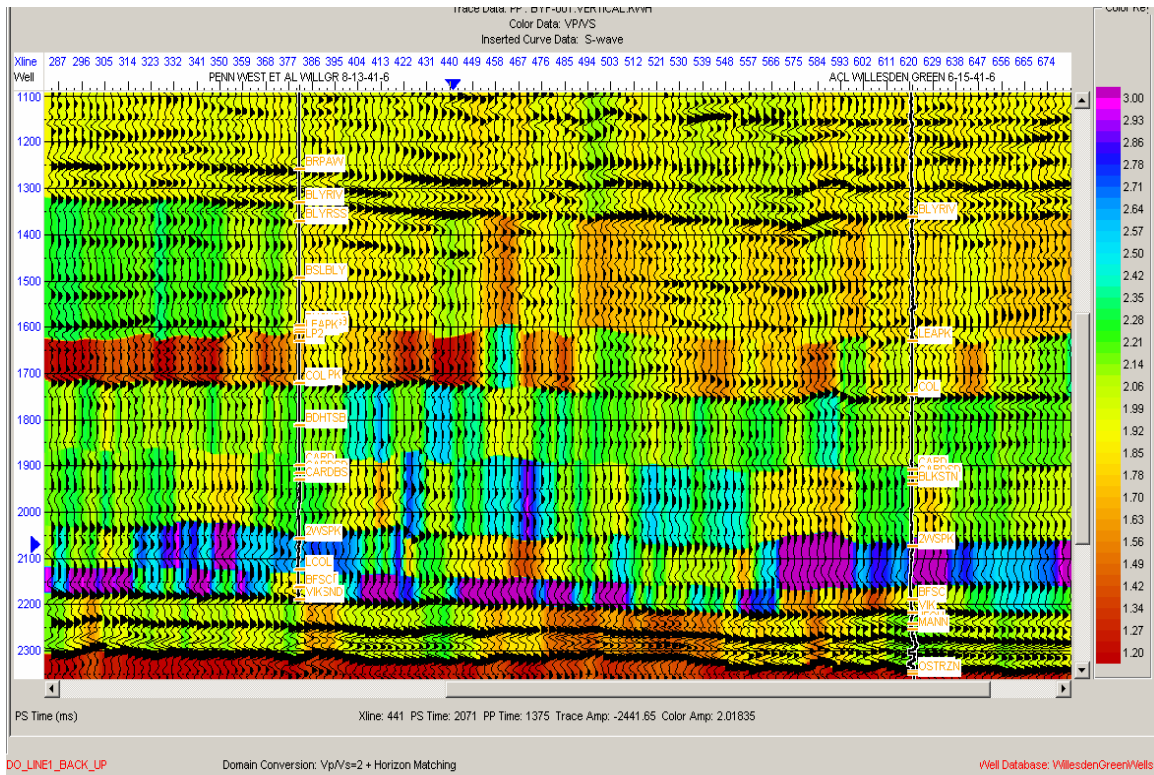 Trace Data: PP : BYF-001.VERTICAL.KWH
Color Key
Color Data: VP/VS
Inserted Curve Data: S-wave
Xline 287 296 305 314 323 332 341 350 359 368 377 386 395 404 413 422 431 440 449 458 467 476 485 494 503 512 521 530 539 548 557 566 575 584 593 602 611 620 629 638 647 656 665 674
Well PENN WEST ET AL WILLGR 8-13-41-6 ACL WILLESDEN GREEN 6-15-41-6
1100
3.00
2.93
1200
2.86
BRPAW
2.78
1300
2.71
BLYRIV
BLYRIV
2.64
BLYRSS
2.57
1400
2.50
BSLBLY
2.42
1500
2.35
2.28
1600
LEAPK
LEAPK
LP2
2.21
1700
COLPK
2.14
COL
2.06
1800
BDHTSB
1.99
1.92
CARD
CARD
1900
1.85
CARDBS
BLKSTN
1.78
2000
1.70
2WSPK
2WSPK
1.63
1.56
2100
LCOL
1.49
BFSC
BFSC
VIKSND
1.42
2200
VIK
1.34
MANN
1.27
2300
1.20
OSTRZN
PS Time (ms) Xline: 441 PS Time: 2071 PP Time: 1375 Trace Amp: -2441.65 Color Amp: 2.01835
DO_LINE1_BACK_UP Domain Conversion: Vp/Vs=2 + Horizon Matching Well Database: WillesdenGreenWells